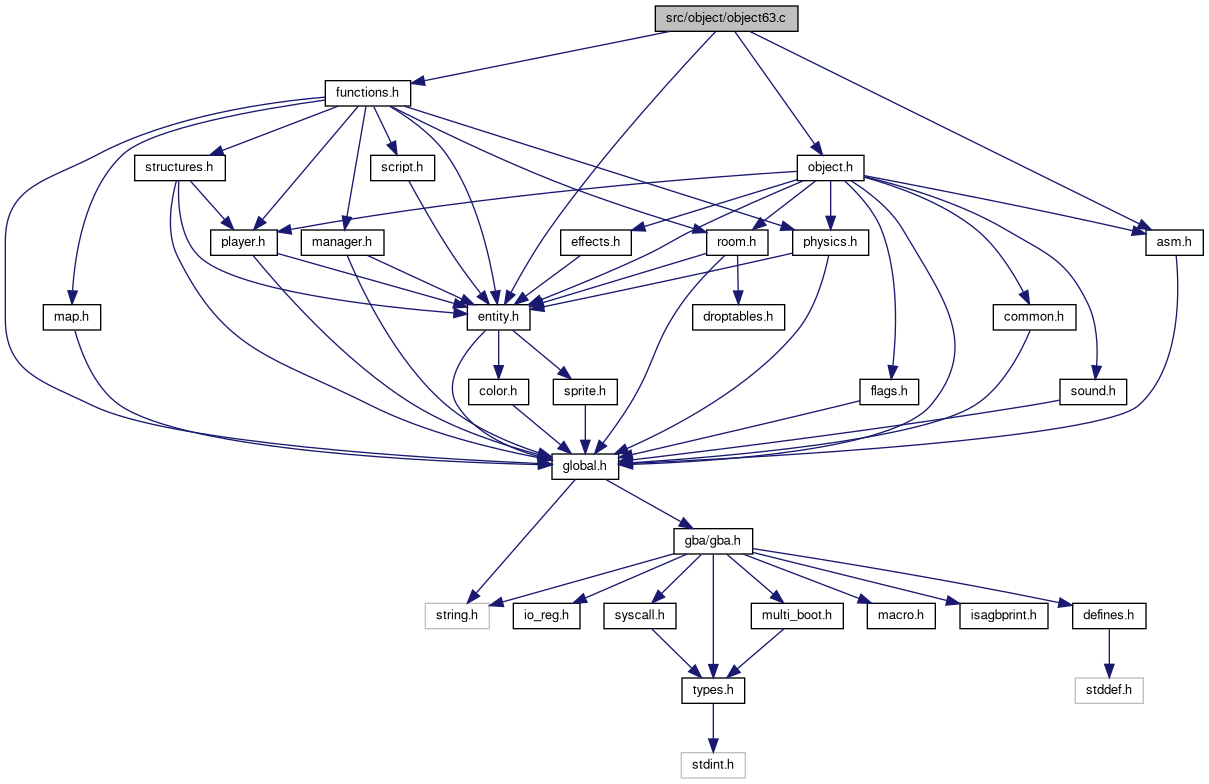 src/object/object63.c
functions.h
structures.h
script.h
object.h
player.h
manager.h
effects.h
room.h
physics.h
asm.h
map.h
entity.h
droptables.h
common.h
color.h
sprite.h
flags.h
sound.h
global.h
gba/gba.h
string.h
io_reg.h
syscall.h
multi_boot.h
macro.h
isagbprint.h
defines.h
types.h
stddef.h
stdint.h